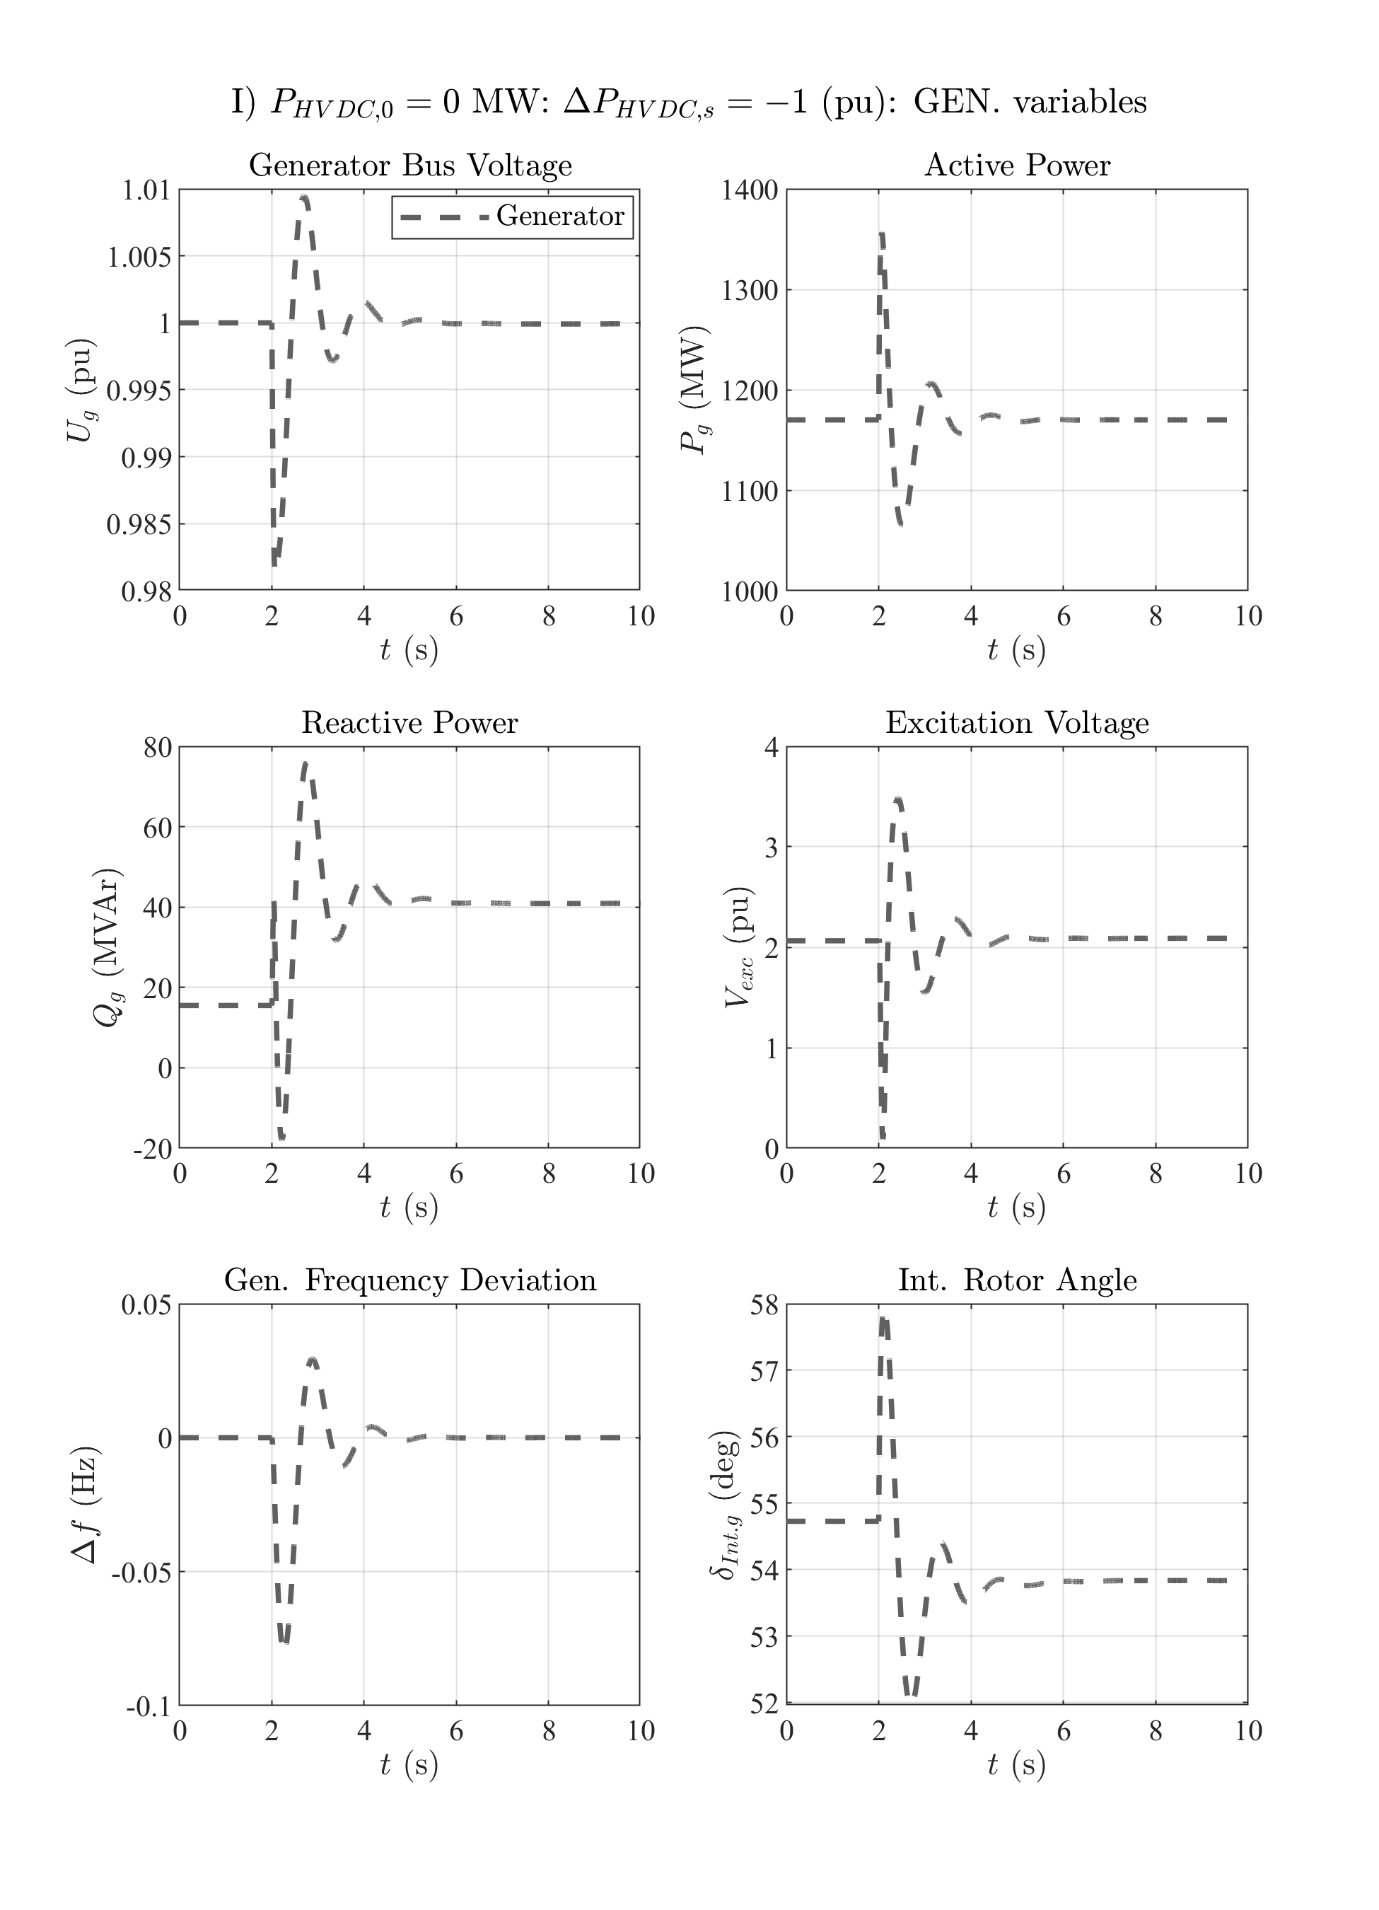 I) P_{HVDC,0} = 0 MW: ΔP_{HVDC,s} = −1 (pu): GEN. variables
Generator Bus Voltage
1.01
1.005
1
0.995
0.99
0.985
0.98
U_g (pu)
Generator
0 2 4 6 8 10
t (s)
Active Power
1400
1300
1200
1100
1000
P_g (MW)
0 2 4 6 8 10
t (s)
Reactive Power
80
60
40
20
0
-20
Q_g (MVAr)
0 2 4 6 8 10
t (s)
Excitation Voltage
4
3
2
1
0
V_{exc} (pu)
0 2 4 6 8 10
t (s)
Gen. Frequency Deviation
0.05
0
-0.05
-0.1
Δf (Hz)
0 2 4 6 8 10
t (s)
Int. Rotor Angle
58
57
56
55
54
53
52
δ_{Int.g} (deg)
0 2 4 6 8 10
t (s)